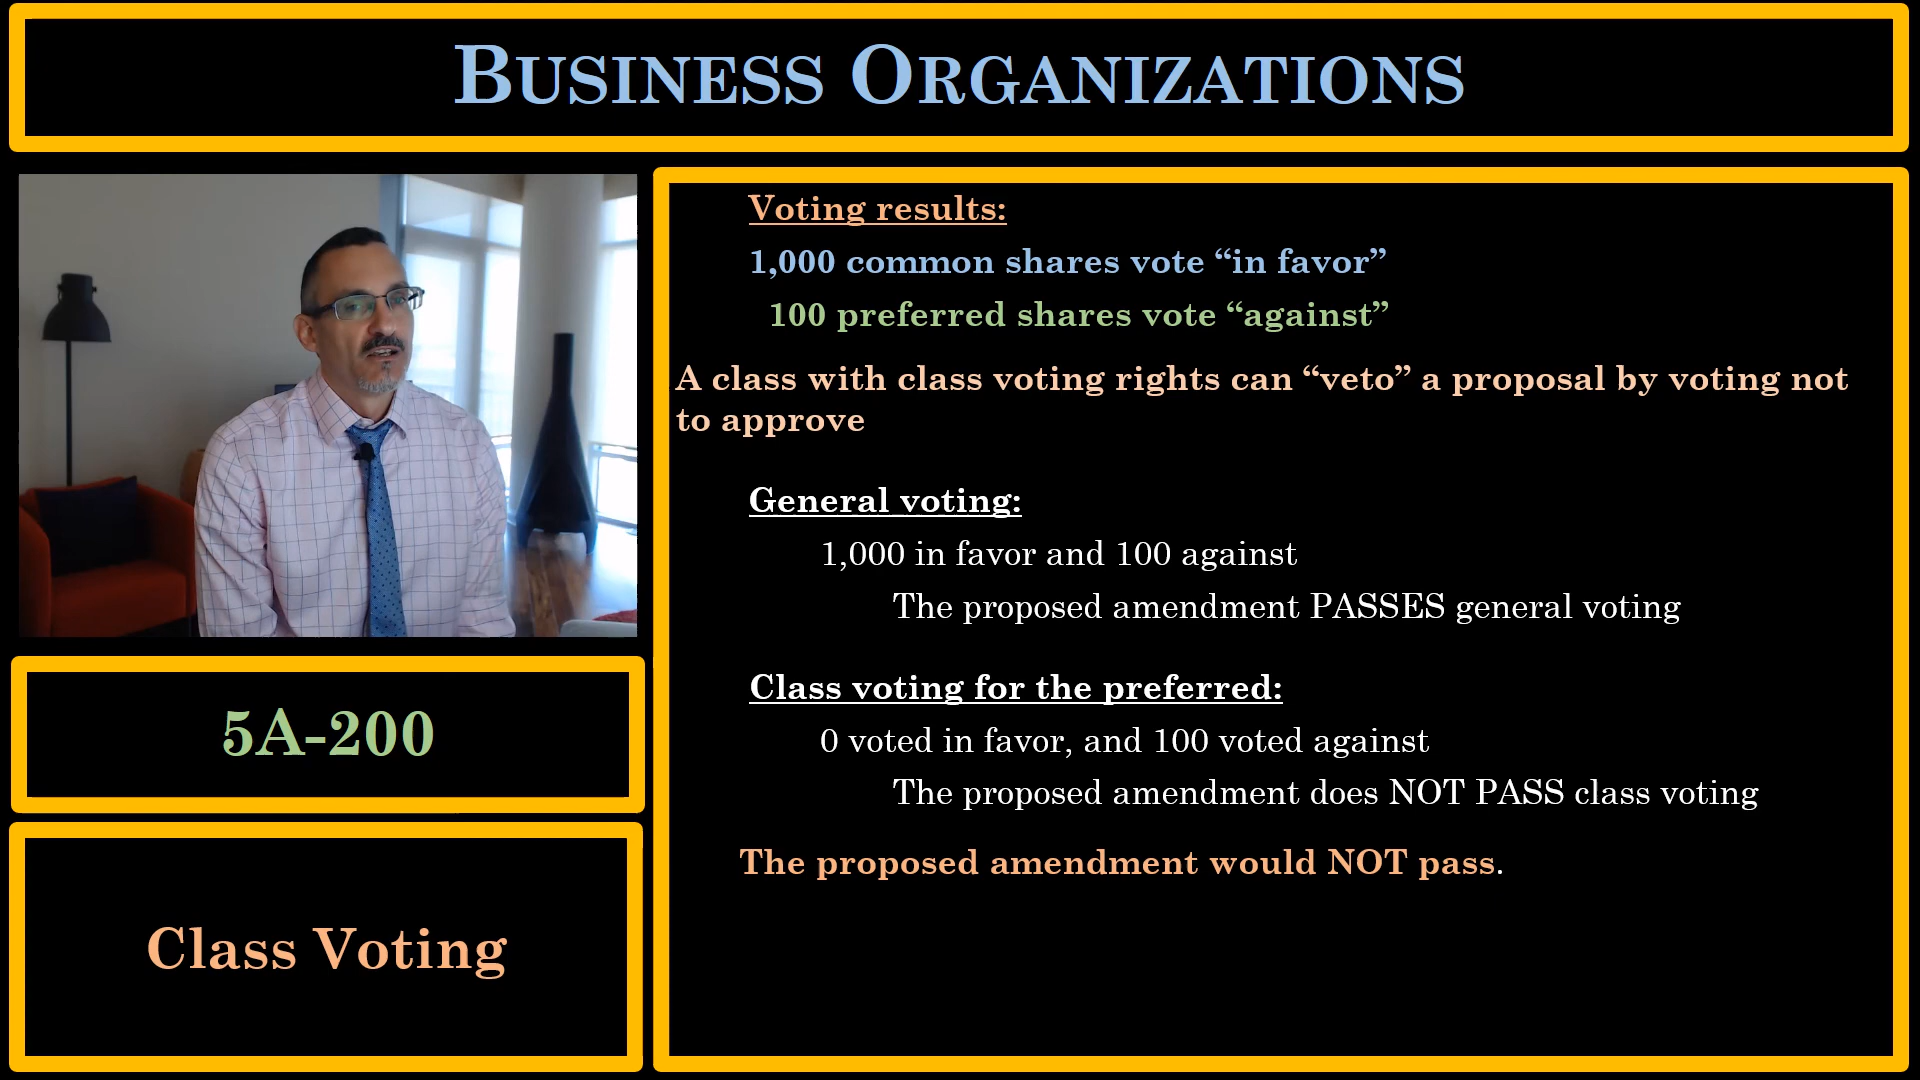 BUSINESS ORGANIZATIONS
Voting results:
1,000 common shares vote “in favor”
100 preferred shares vote “against”
A class with class voting rights can “veto” a proposal by voting not
to approve
General voting:
1,000 in favor and 100 against
The proposed amendment PASSES general voting
Class voting for the preferred:
0 voted in favor, and 100 voted against
The proposed amendment does NOT PASS class voting
The proposed amendment would NOT pass.
5A-200
Class Voting